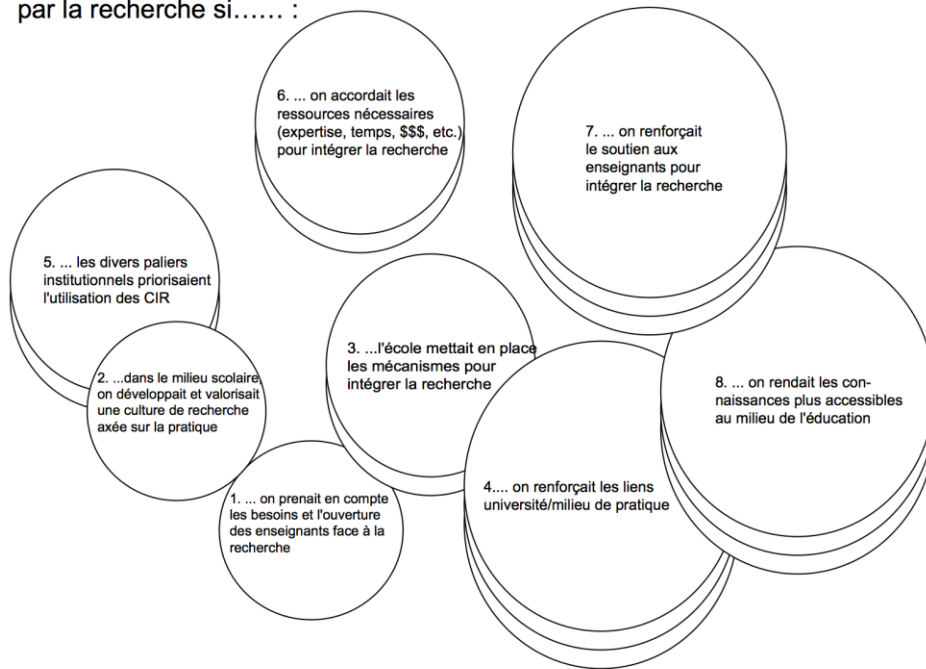 par la recherche si...... :
6. ... on accordait les
ressources nécessaires
(expertise, temps, $$$, etc.)
pour intégrer la recherche
7. ... on renforçait
le soutien aux
enseignants pour
intégrer la recherche
5. ... les divers paliers
institutionnels priorisaient
l'utilisation des CIR
3. ...l'école mettait en place
les mécanismes pour
intégrer la recherche
2. ...dans le milieu scolaire,
on développait et valorisait
une culture de recherche
axée sur la pratique
8. ... on rendait les con-
naissances plus accessibles
au milieu de l'éducation
1. ... on prenait en compte
les besoins et l'ouverture
des enseignants face à la
recherche
4.... on renforçait les liens
université/milieu de pratique